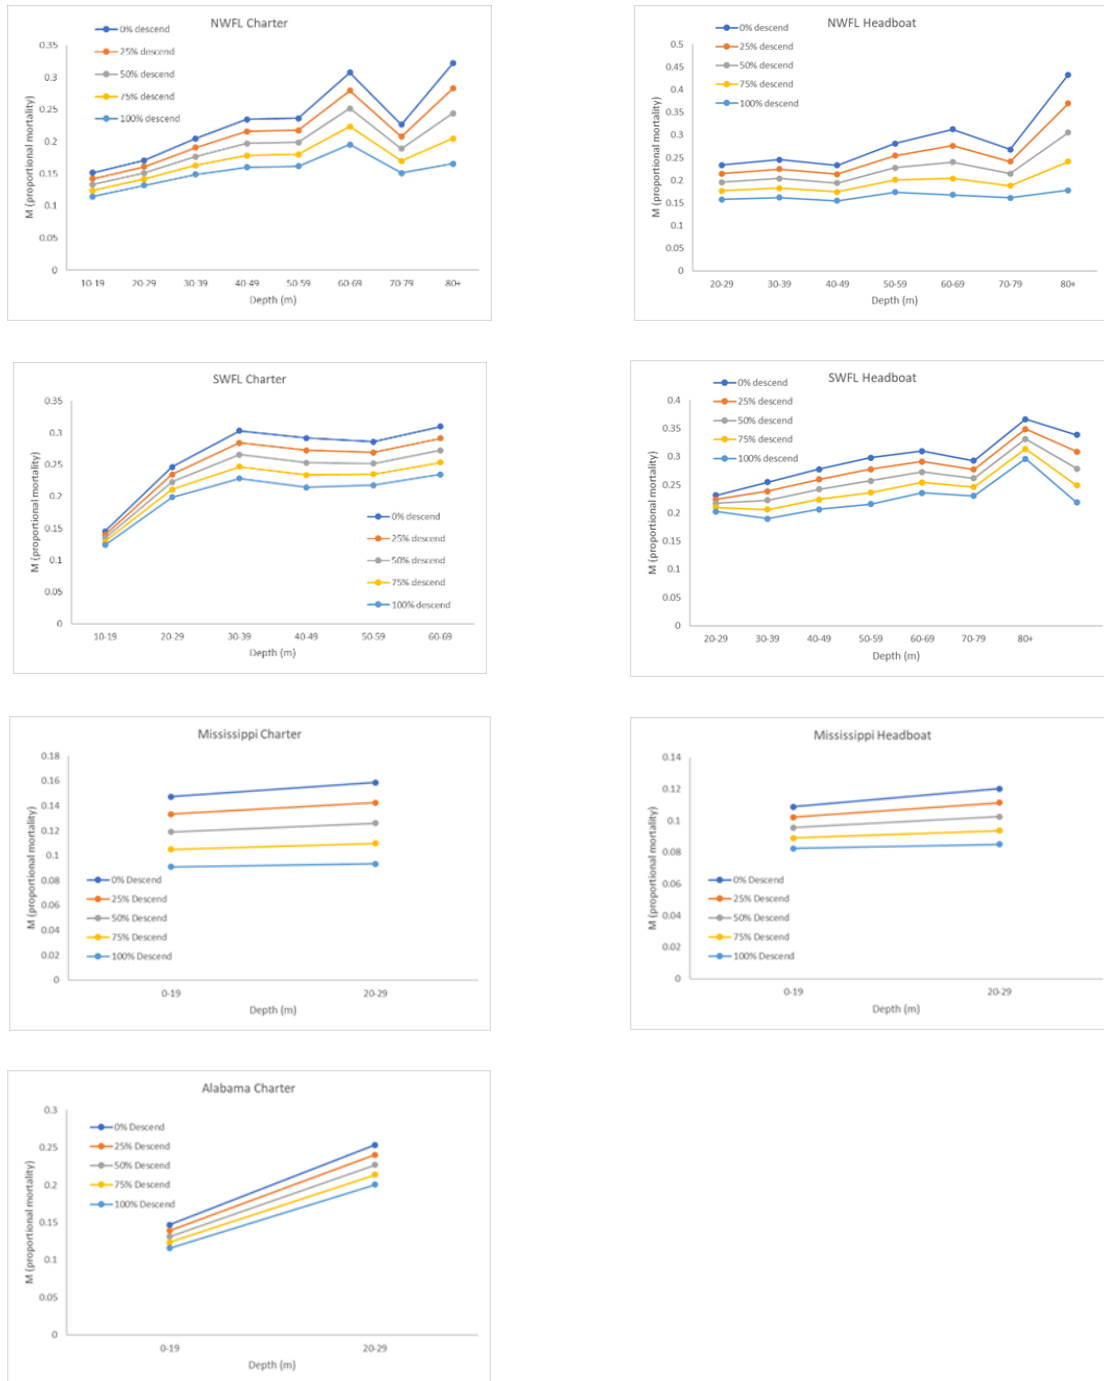 NWFL Charter
0% descend
25% descend
50% descend
75% descend
100% descend
M (proportional mortality)
0.35
0.3
0.25
0.2
0.15
0.1
0.05
0
10-19 20-29 30-39 40-49 50-59 60-69 70-79 80+
Depth (m)
NWFL Headboat
0% descend
25% descend
50% descend
75% descend
100% descend
M (proportional mortality)
0.5
0.45
0.4
0.35
0.3
0.25
0.2
0.15
0.1
0.05
0
20-29 30-39 40-49 50-59 60-69 70-79 80+
Depth (m)
SWFL Charter
M (proportional mortality)
0.35
0.3
0.25
0.2
0.15
0.1
0.05
0
0% descend
25% descend
50% descend
75% descend
100% descend
10-19 20-29 30-39 40-49 50-59 60-69
Depth (m)
SWFL Headboat
0% descend
25% descend
50% descend
75% descend
100% descend
M (proportional mortality)
0.4
0.35
0.3
0.25
0.2
0.15
0.1
0.05
0
20-29 30-39 40-49 50-59 60-69 70-79 80+
Depth (m)
Mississippi Charter
M (proportional mortality)
0.18
0.16
0.14
0.12
0.1
0.08
0.06
0.04
0.02
0
0% Descend
25% Descend
50% Descend
75% Descend
100% Descend
0-19 20-29
Depth (m)
Mississippi Headboat
M (proportional mortality)
0.14
0.12
0.1
0.08
0.06
0.04
0.02
0
0% Descend
25% Descend
50% Descend
75% Descend
100% Descend
0-19 20-29
Depth (m)
Alabama Charter
M (proportional mortality)
0.3
0.25
0.2
0.15
0.1
0.05
0
0% Descend
25% Descend
50% Descend
75% Descend
100% Descend
0-19 20-29
Depth (m)